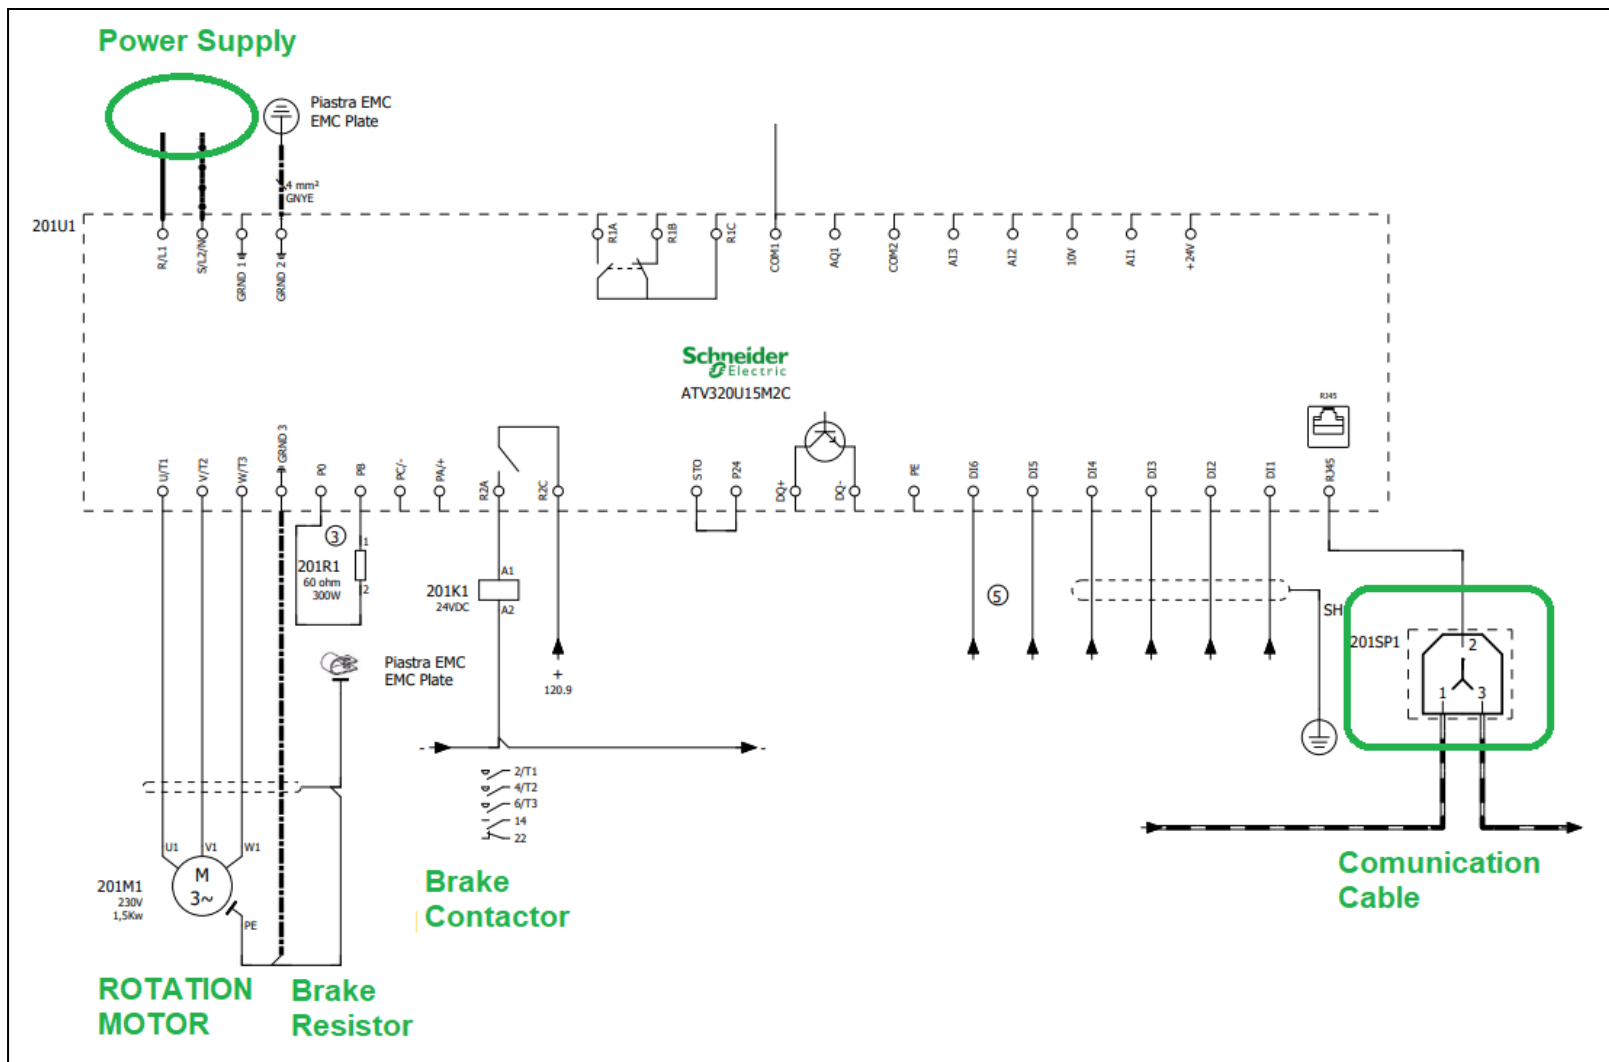 Power Supply
Piastra EMC
EMC Plate
4 mm²
GNYE
201U1
R/L1
S/L2/N
GRND 1
GRND 2
R1A
R1B
R1C
COM1
AQ1
COM2
AI3
AI2
10V
AI1
+24V
Schneider
Electric
ATV320U15M2C
RJ45
U/T1
V/T2
W/T3
GRND 3
P0
PB
PC/-
PA/+
R2A
R2C
STO
P24
DQ+
DQ-
PE
DI6
DI5
DI4
DI3
DI2
DI1
RJ45
3
1
201R1
60 ohm
300W
2
A1
201K1
24VDC
A2
5
SH
201SP1
2
1
3
Piastra EMC
EMC Plate
+
120.9
-
-
2/T1
4/T2
6/T3
14
22
U1
V1
W1
M
3~
201M1
230V
1,5Kw
PE
Brake
Contactor
Comunication
Cable
ROTATION
MOTOR
Brake
Resistor